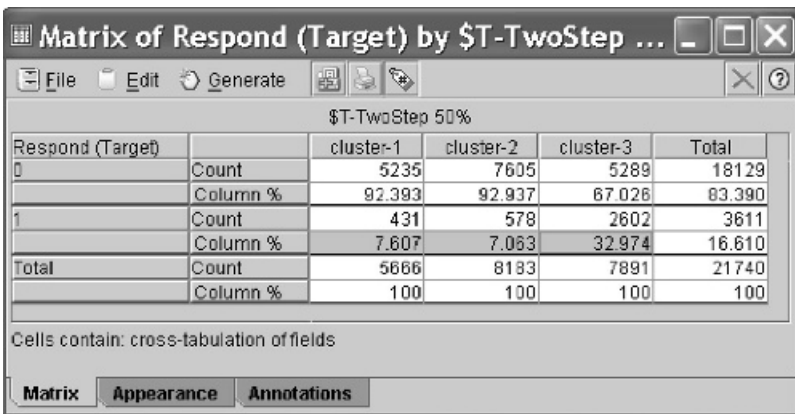 Matrix of Respond (Target) by $T-TwoStep ...
File Edit Generate
$T-TwoStep 50%
Respond (Target) cluster-1 cluster-2 cluster-3 Total
0 Count 5235 7605 5289 18129
Column % 92.393 92.937 67.026 83.390
1 Count 431 578 2602 3611
Column % 7.607 7.063 32.974 16.610
Total Count 5666 8183 7891 21740
Column % 100 100 100 100
Cells contain: cross-tabulation of fields
Matrix Appearance Annotations